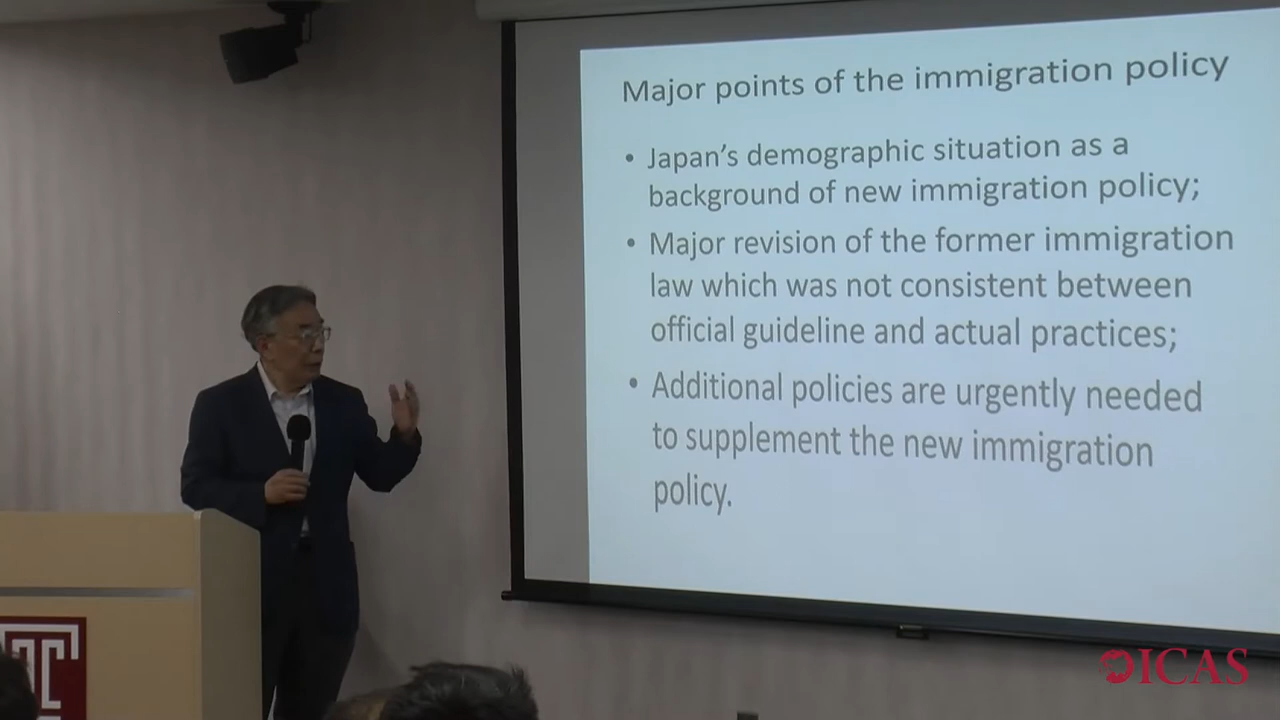 Major points of the immigration policy
• Japan's demographic situation as a
background of new immigration policy;
• Major revision of the former immigration
law which was not consistent between
official guideline and actual practices;
• Additional policies are urgently needed
to supplement the new immigration
policy.
ICAS